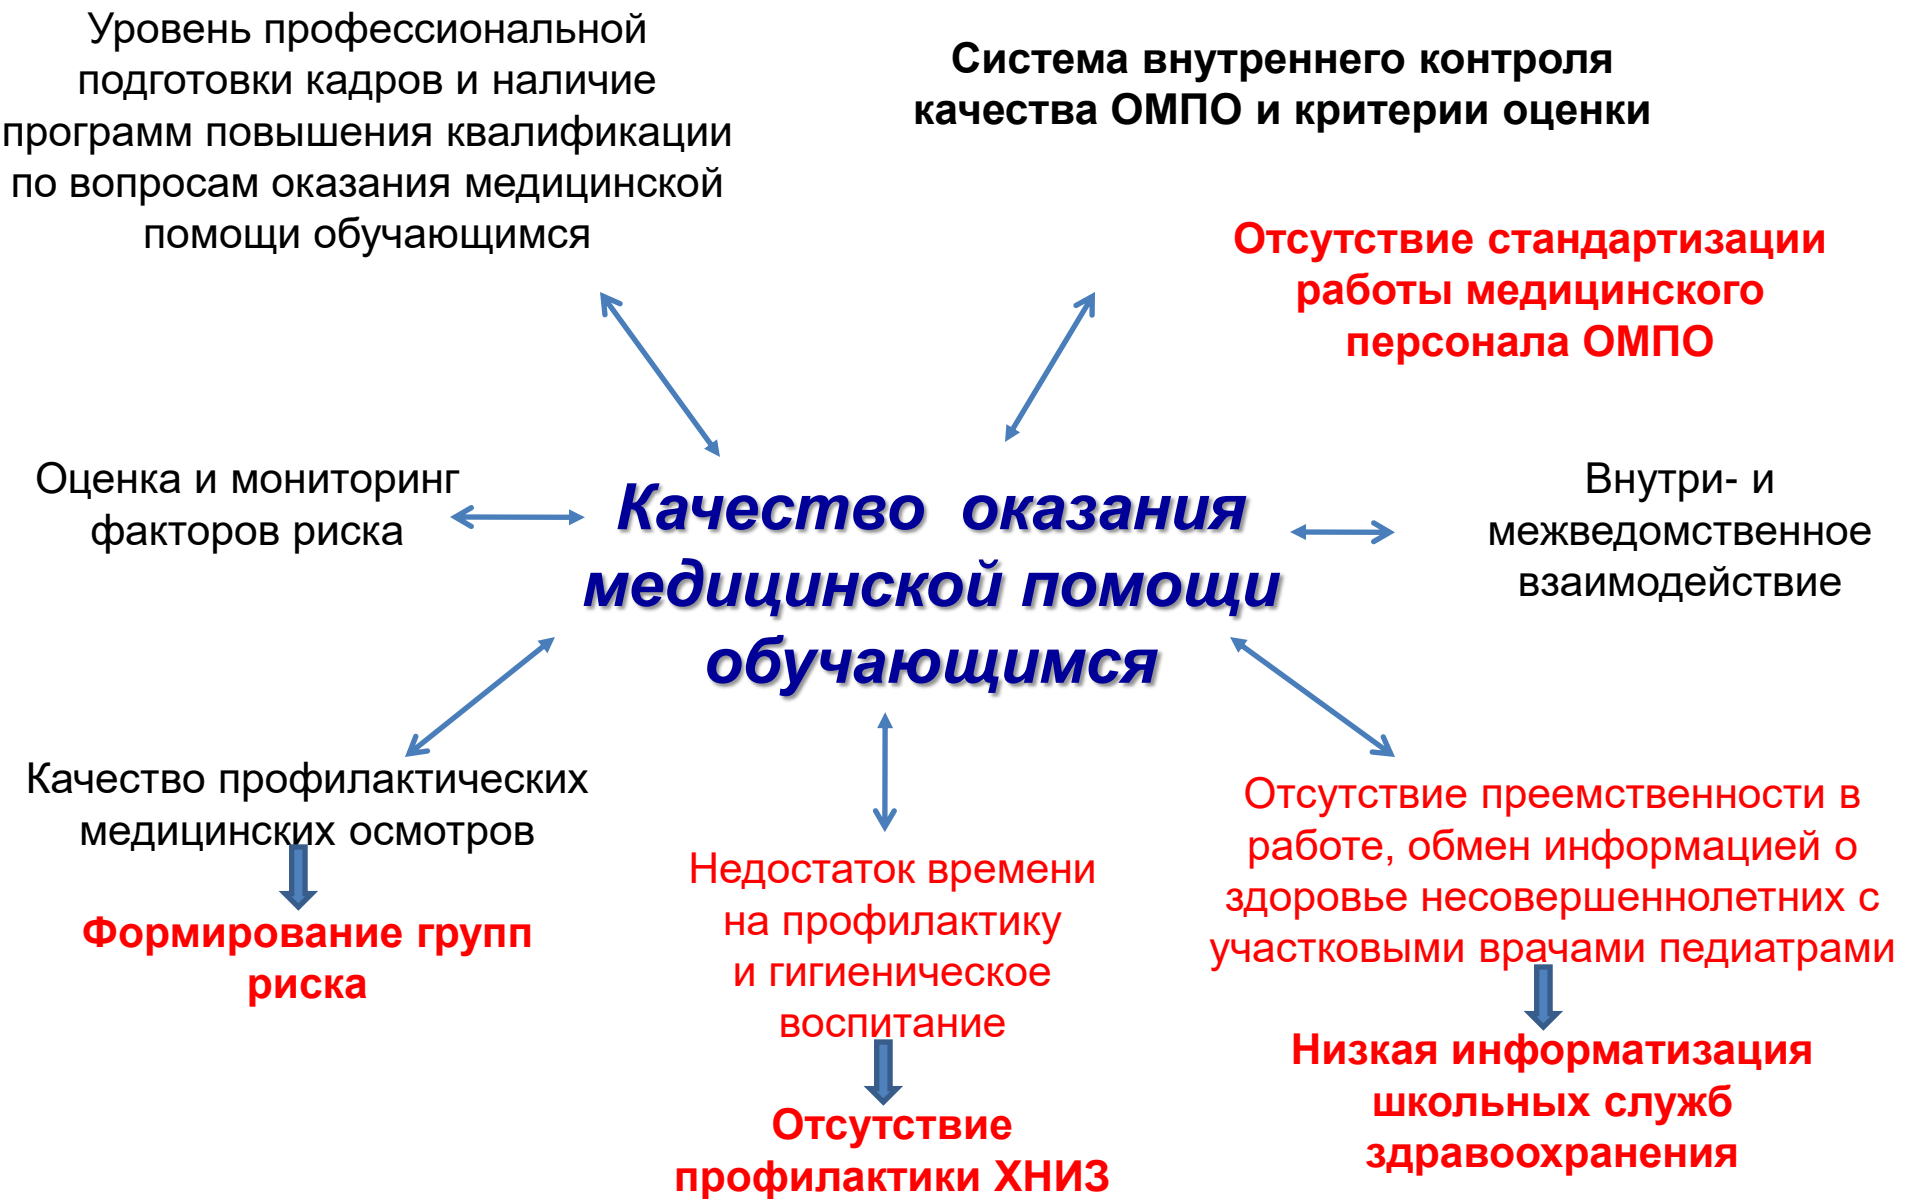 Уровень профессиональной
подготовки кадров и наличие
программ повышения квалификации
по вопросам оказания медицинской
помощи обучающимся
Система внутреннего контроля
качества ОМПО и критерии оценки
Отсутствие стандартизации
работы медицинского
персонала ОМПО
Оценка и мониторинг
факторов риска
Качество оказания
медицинской помощи
обучающимся
Внутри- и
межведомственное
взаимодействие
Качество профилактических
медицинских осмотров
Формирование групп
риска
Недостаток времени
на профилактику
и гигиеническое
воспитание
Отсутствие
профилактики ХНИЗ
Отсутствие преемственности в
работе, обмен информацией о
здоровье несовершеннолетних с
участковыми врачами педиатрами
Низкая информатизация
школьных служб
здравоохранения